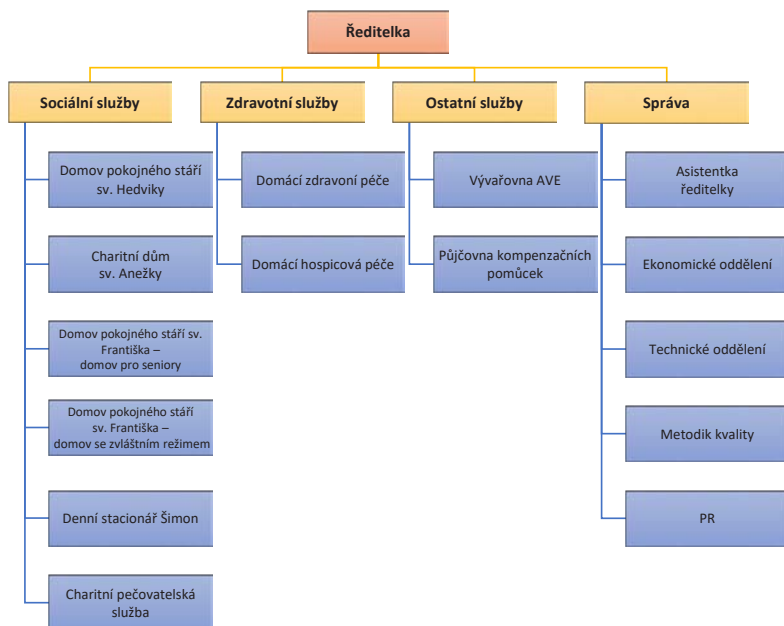 Ředitelka
Sociální služby
Zdravotní služby
Ostatní služby
Správa
Domov pokojného stáří
sv. Hedviky
Charitní dům
sv. Anežky
Domov pokojného stáří sv.
Františka –
domov pro seniory
Domov pokojného stáří
sv. Františka –
domov se zvláštním režimem
Denní stacionář Šimon
Charitní pečovatelská
služba
Domácí zdravoní péče
Domácí hospicová péče
Vývařovna AVE
Půjčovna kompenzačních
pomůcek
Asistentka
ředitelky
Ekonomické oddělení
Technické oddělení
Metodik kvality
PR